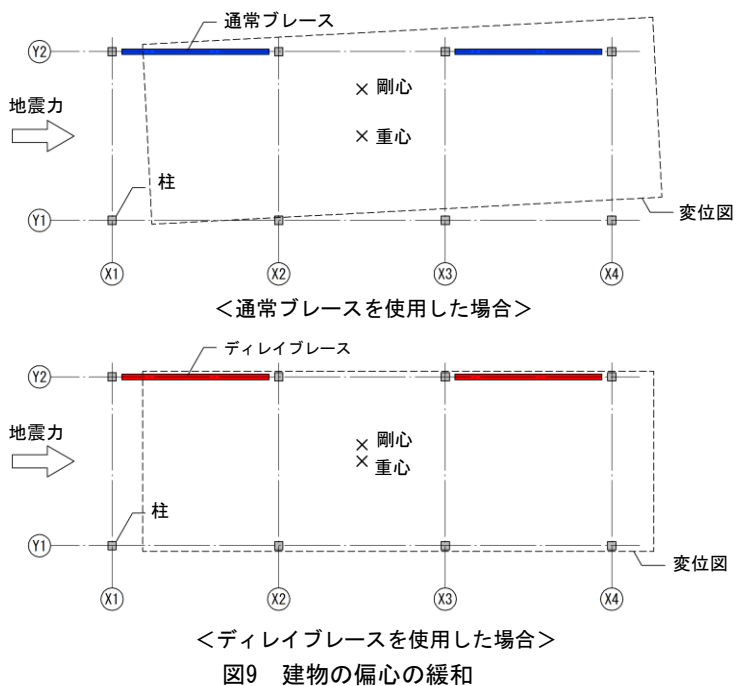 通常ブレース
Y2
剛心
地震力
重心
柱
変位図
Y1
X1
X2
X3
X4
＜通常ブレースを使用した場合＞
ディレイブレース
Y2
剛心
地震力
重心
柱
Y1
変位図
X1
X2
X3
X4
＜ディレイブレースを使用した場合＞
図9　建物の偏心の緩和